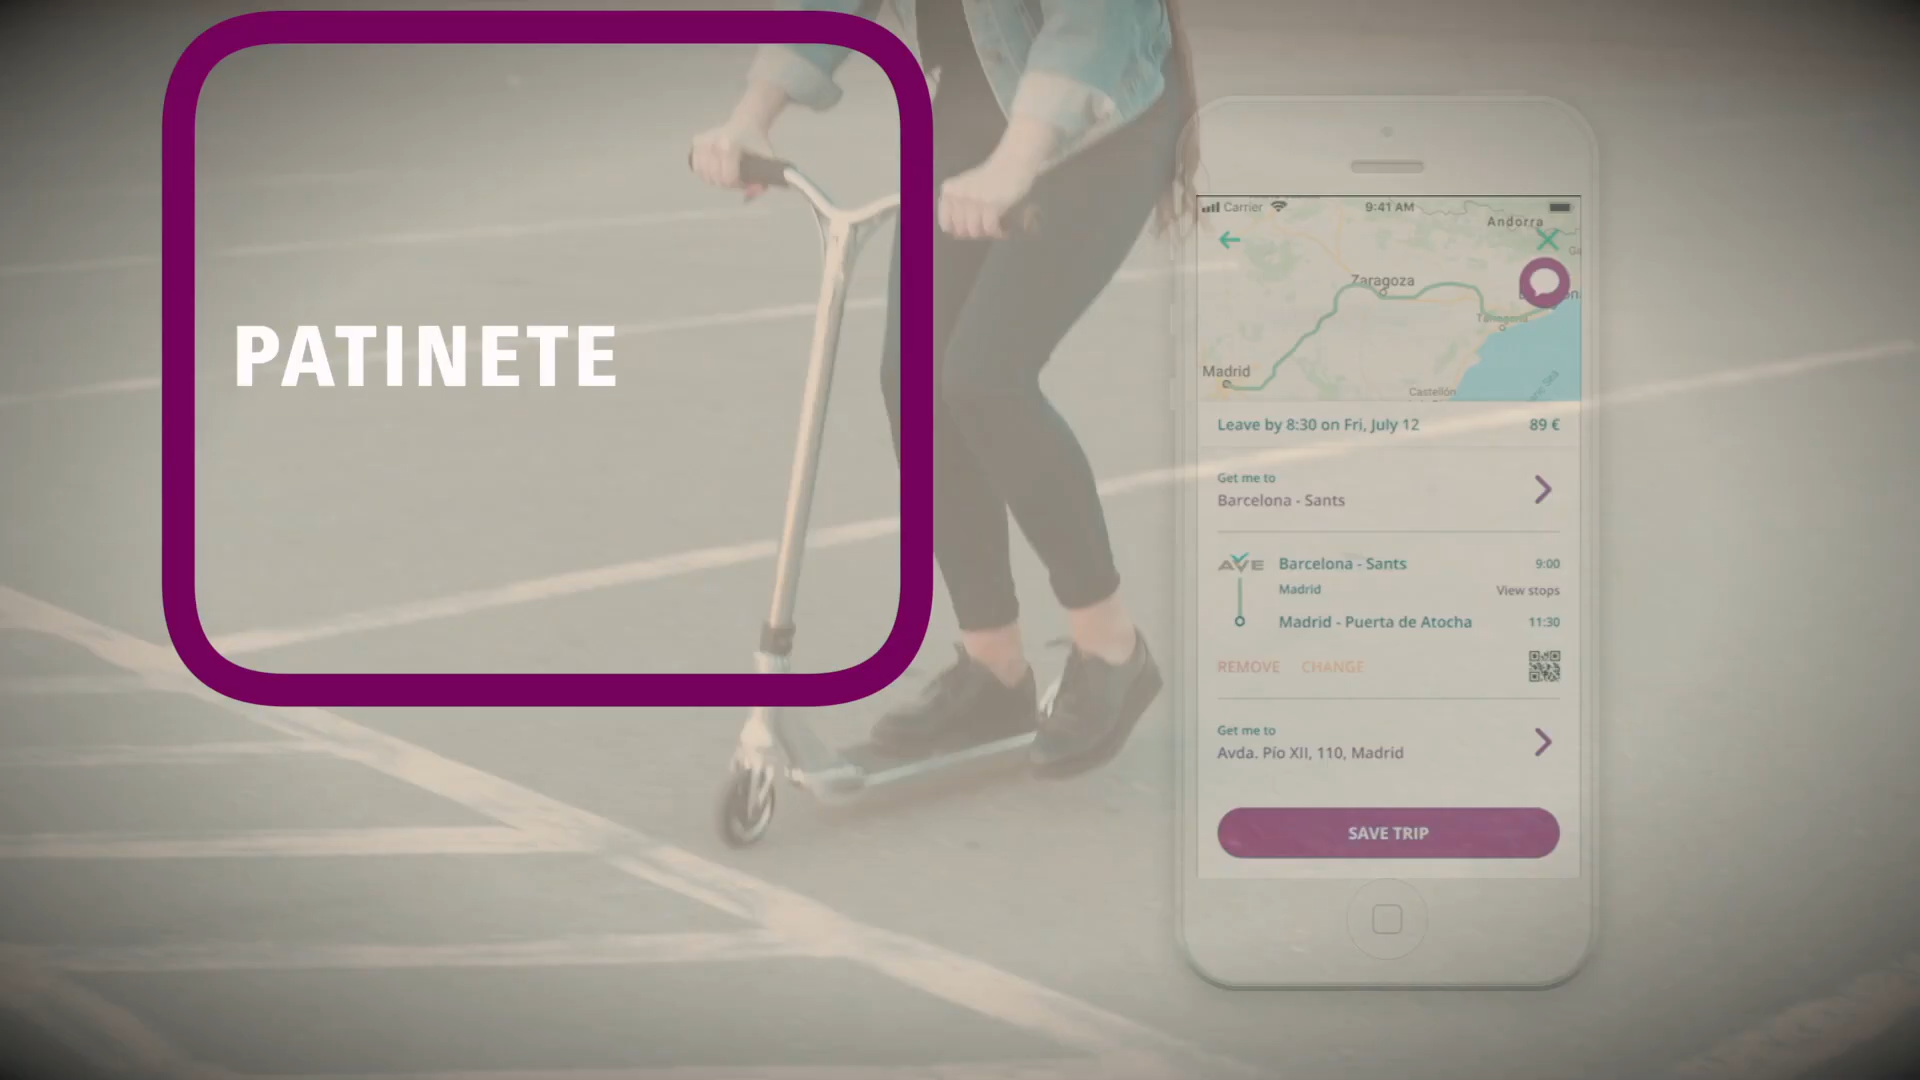 PATINETE
Carrier 9:41 AM
Andorra
Zaragoza
Tarragona
Madrid
Castellón
Leave by 8:30 on Fri, July 12 89 €
Get me to
Barcelona - Sants
AVE Barcelona - Sants 9:00
Madrid View stops
Madrid - Puerta de Atocha 11:30
REMOVE CHANGE
Get me to
Avda. Pío XII, 110, Madrid
SAVE TRIP